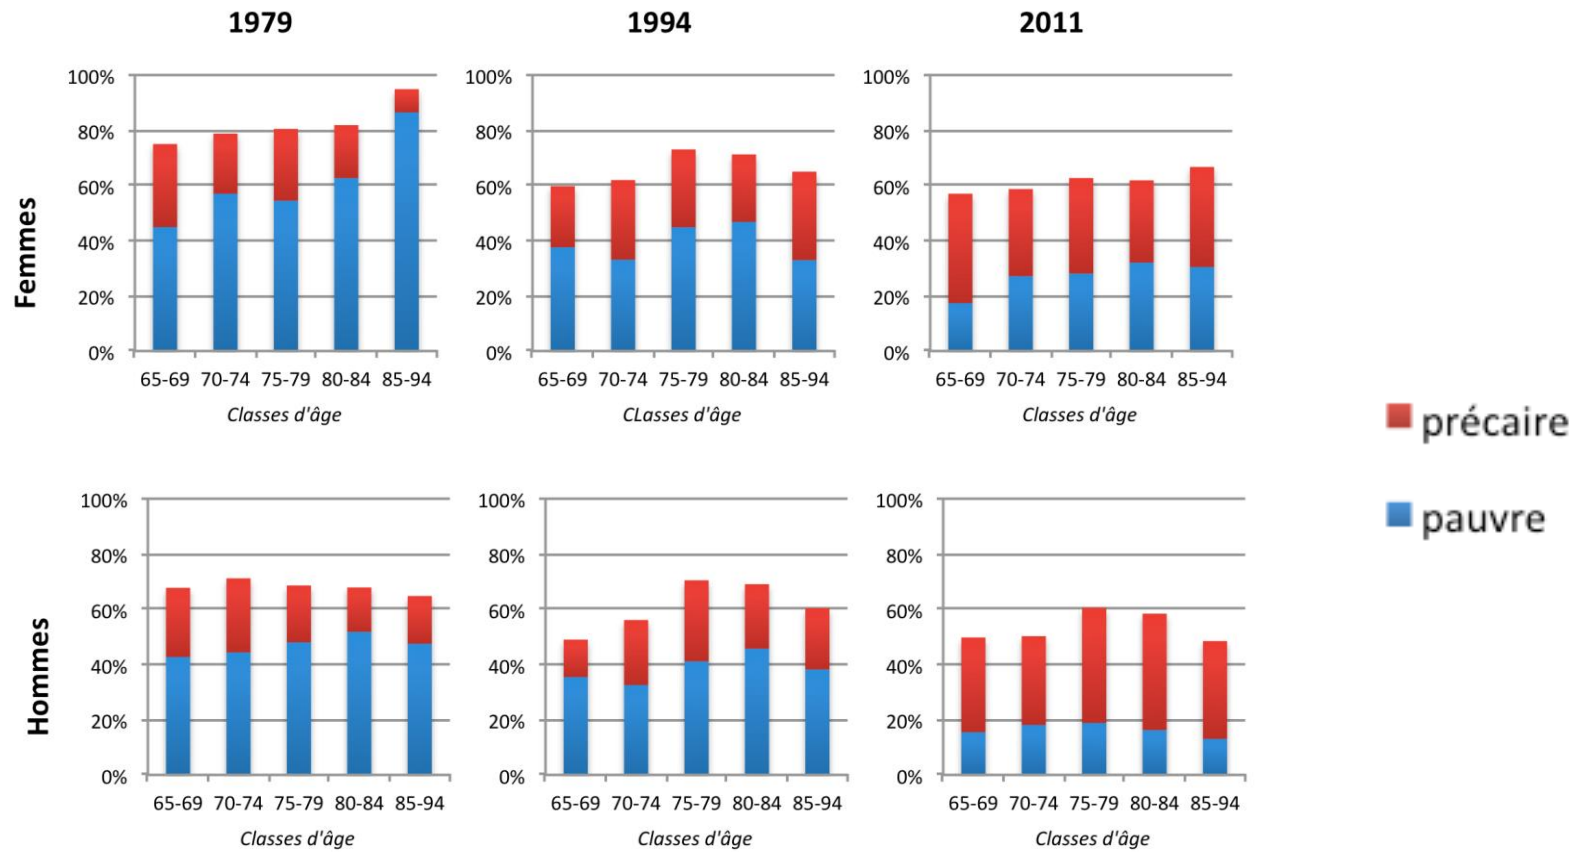 1979 1994 2011
Femmes
100% 100% 100%
80% 80% 80%
60% 60% 60%
40% 40% 40%
20% 20% 20%
0% 0% 0%
65-69 70-74 75-79 80-84 85-94 65-69 70-74 75-79 80-84 85-94 65-69 70-74 75-79 80-84 85-94
Classes d'âge CLasses d'âge Classes d'âge
précaire
pauvre
Hommes
100% 100% 100%
80% 80% 80%
60% 60% 60%
40% 40% 40%
20% 20% 20%
0% 0% 0%
65-69 70-74 75-79 80-84 85-94 65-69 70-74 75-79 80-84 85-94 65-69 70-74 75-79 80-84 85-94
Classes d'âge Classes d'âge Classes d'âge